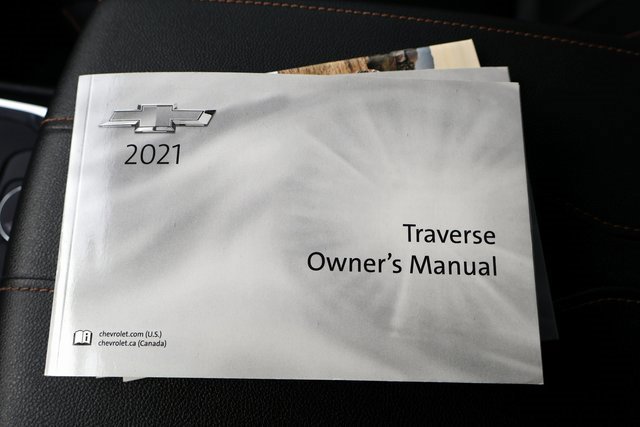 2021
Traverse
Owner's Manual
chevrolet.com (U.S.)
chevrolet.ca (Canada)